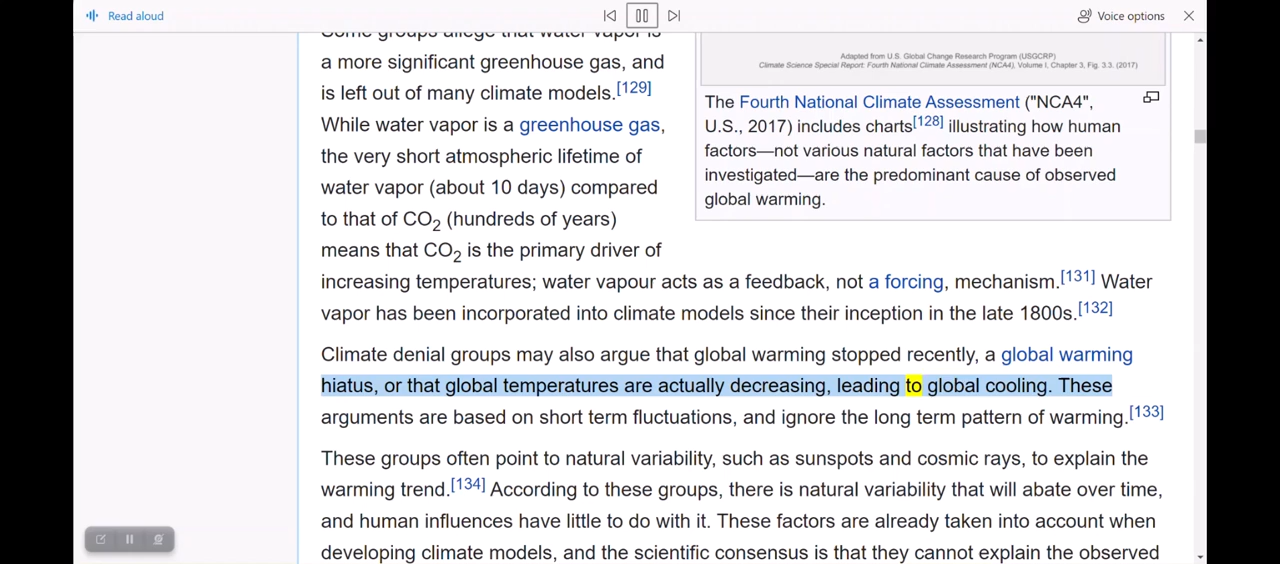 Read aloud
Voice options
Some groups allege that water vapor is
a more significant greenhouse gas, and
is left out of many climate models.[129]
While water vapor is a greenhouse gas,
the very short atmospheric lifetime of
water vapor (about 10 days) compared
to that of CO2 (hundreds of years)
means that CO2 is the primary driver of
increasing temperatures; water vapour acts as a feedback, not a forcing, mechanism.[131] Water
vapor has been incorporated into climate models since their inception in the late 1800s.[132]
Adapted from U.S. Global Change Research Program (USGCRP)
Climate Science Special Report: Fourth National Climate Assessment (NCA4), Volume I, Chapter 3, Fig. 3.3. (2017)
The Fourth National Climate Assessment ("NCA4",
U.S., 2017) includes charts[128] illustrating how human
factors—not various natural factors that have been
investigated—are the predominant cause of observed
global warming.
Climate denial groups may also argue that global warming stopped recently, a global warming
hiatus, or that global temperatures are actually decreasing, leading to global cooling. These
arguments are based on short term fluctuations, and ignore the long term pattern of warming.[133]
These groups often point to natural variability, such as sunspots and cosmic rays, to explain the
warming trend.[134] According to these groups, there is natural variability that will abate over time,
and human influences have little to do with it. These factors are already taken into account when
developing climate models, and the scientific consensus is that they cannot explain the observed